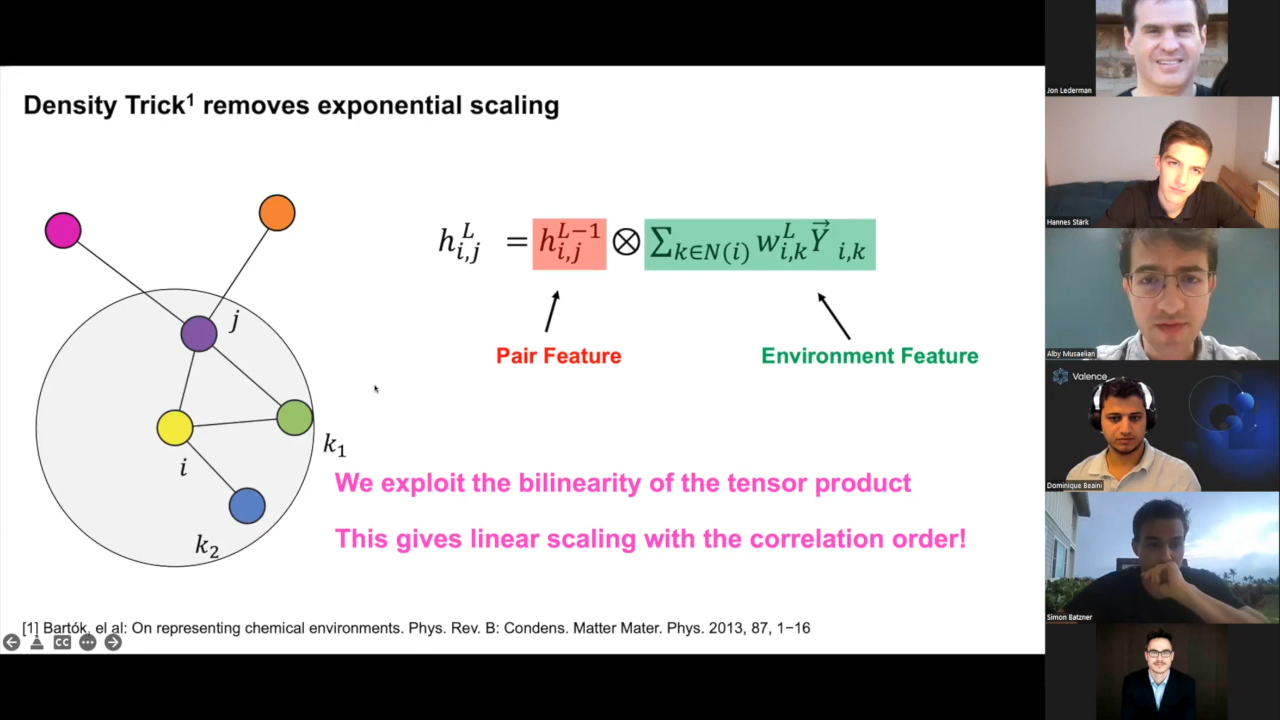 Density Trick¹ removes exponential scaling
h_{i,j}^{L} = h_{i,j}^{L-1} ⊗ ∑_{k∈N(i)} w_{i,k}^{L} \vec{Y}_{i,k}
Pair Feature
Environment Feature
j
i
k₁
k₂
We exploit the bilinearity of the tensor product
This gives linear scaling with the correlation order!
[1] Bartók, el al: On representing chemical environments. Phys. Rev. B: Condens. Matter Mater. Phys. 2013, 87, 1−16
CC
Jon Lederman
Hannes Stärk
Alby Musaelian
Valence
Dominique Beaini
Simon Batzner